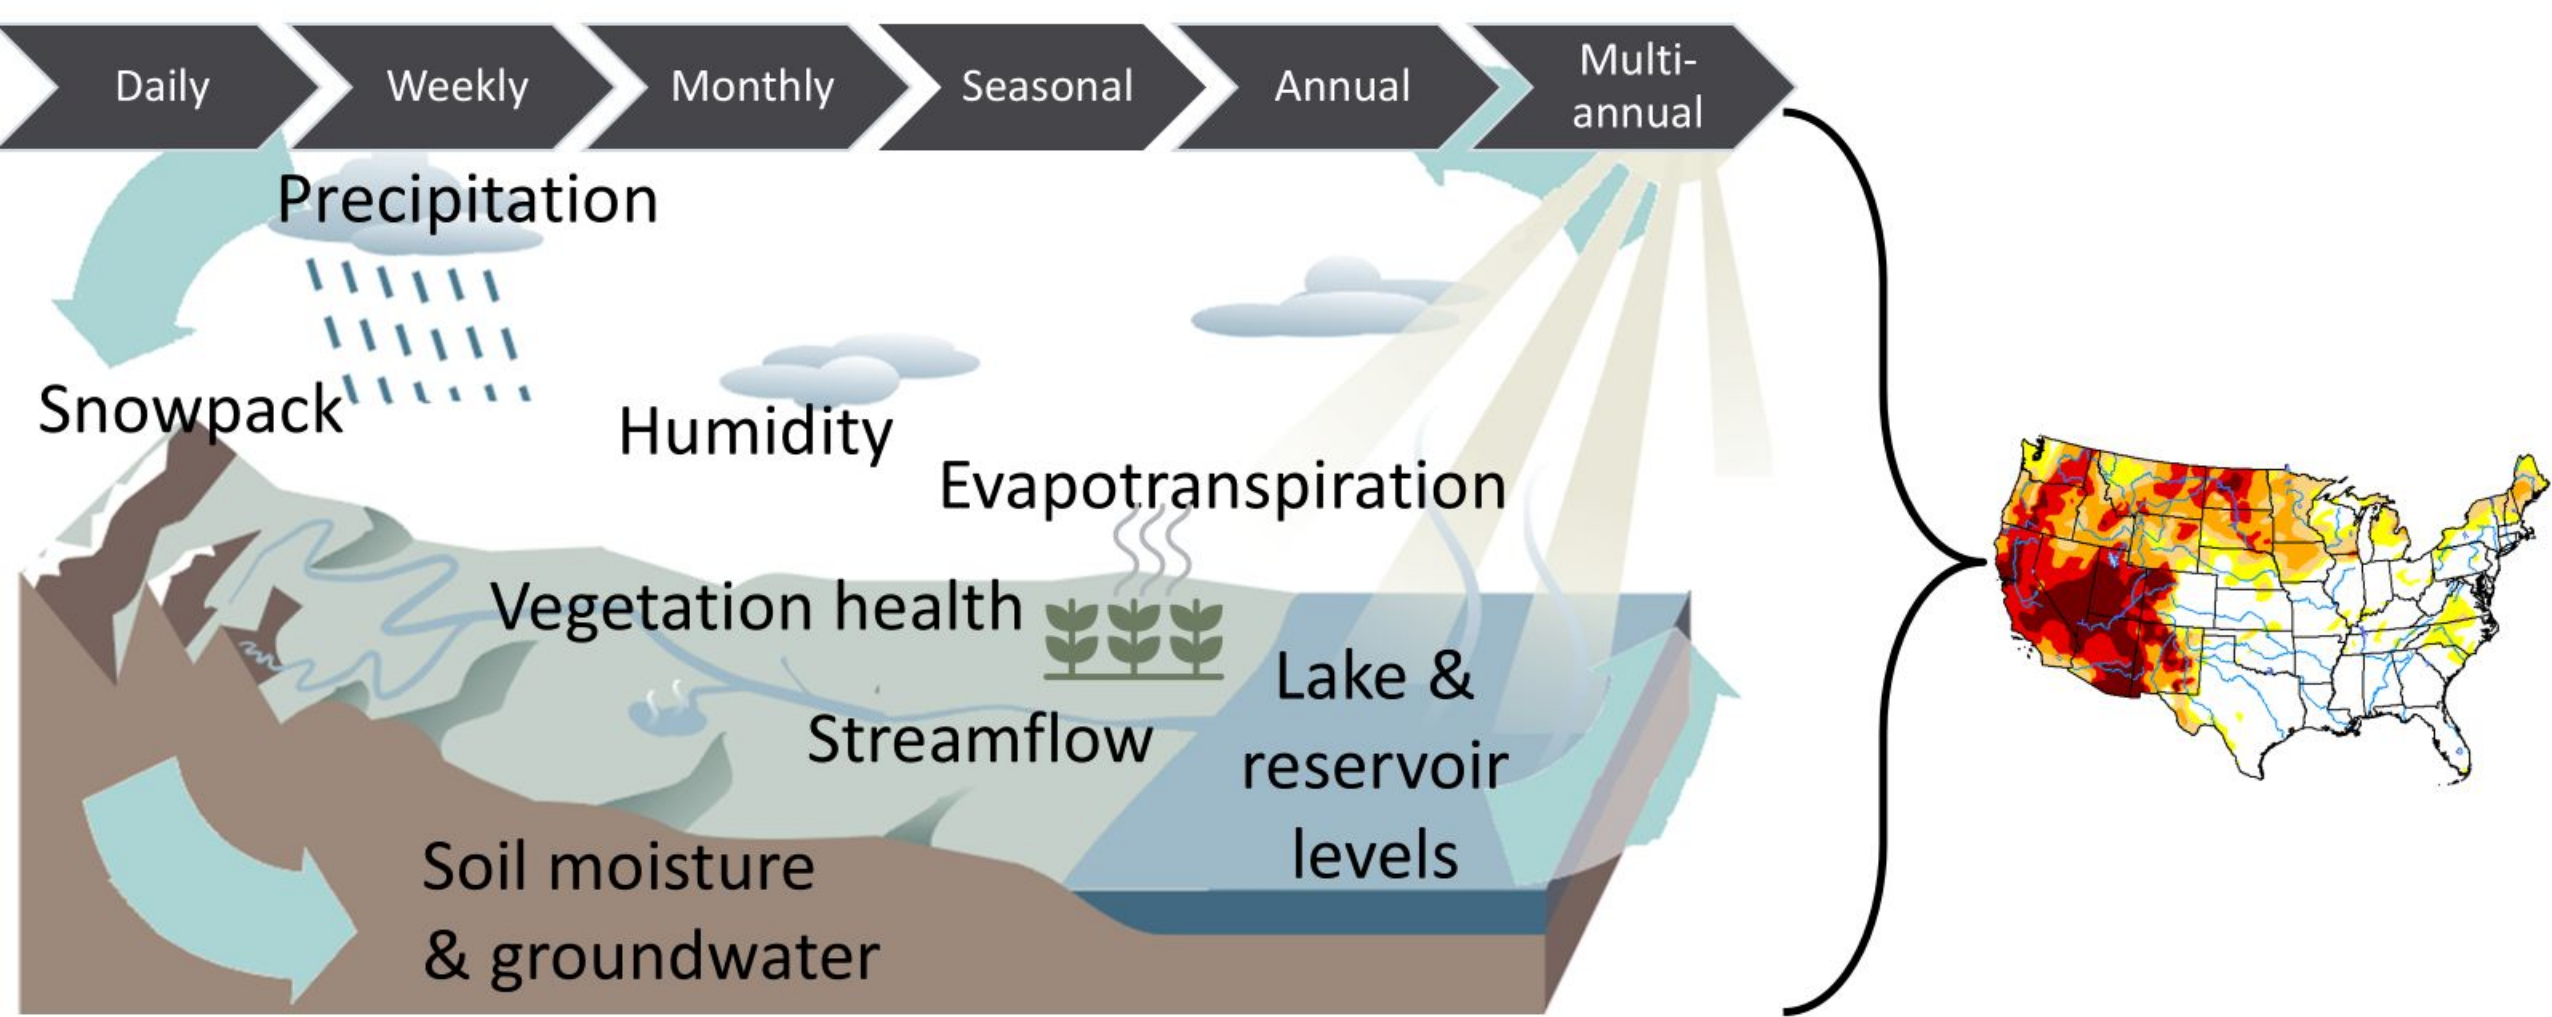 Daily
Weekly
Monthly
Seasonal
Annual
Multi-
annual
Precipitation
Snowpack
Humidity
Evapotranspiration
Vegetation health
Streamflow
Lake &
reservoir
levels
Soil moisture
& groundwater